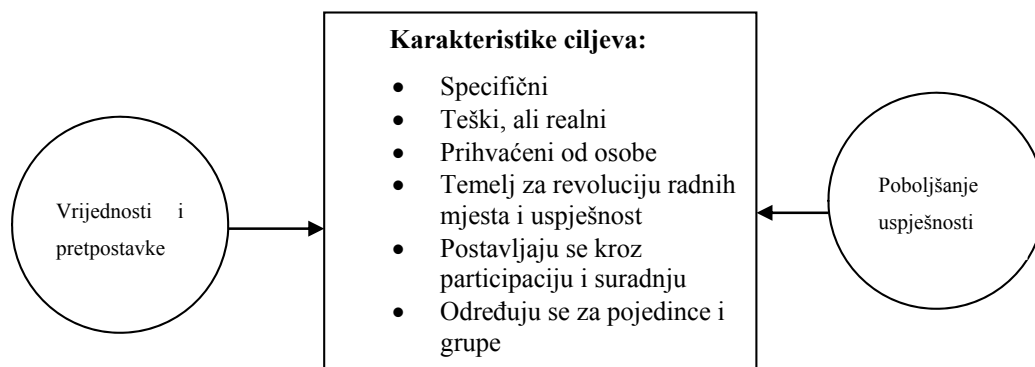 Vrijednosti i
pretpostavke
Karakteristike ciljeva:
• Specifični
• Teški, ali realni
• Prihvaćeni od osobe
• Temelj za revoluciju radnih
mjesta i uspješnost
• Postavljaju se kroz
participaciju i suradnju
• Određuju se za pojedince i
grupe
Poboljšanje
uspješnosti